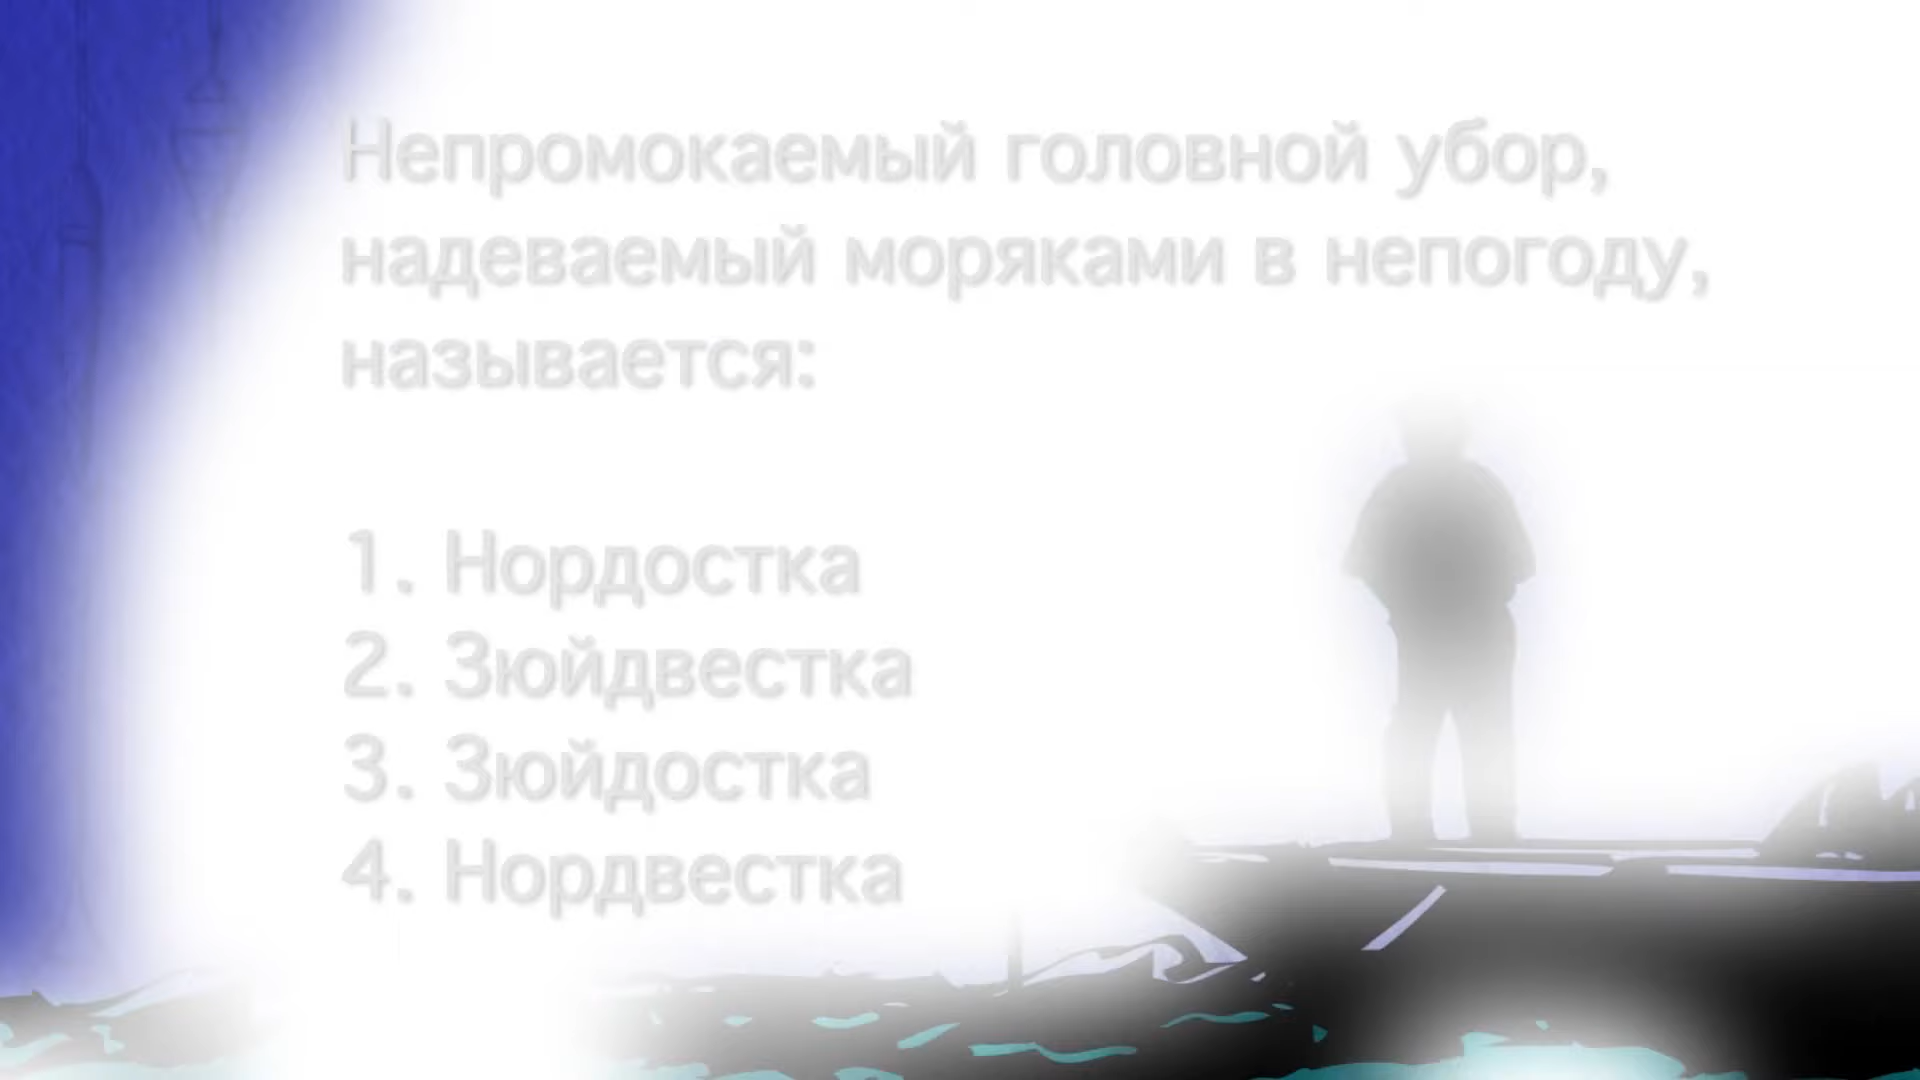 Непромокаемый головной убор,
надеваемый моряками в непогоду,
называется:
1. Нордостка
2. Зюйдвестка
3. Зюйдостка
4. Нордвестка